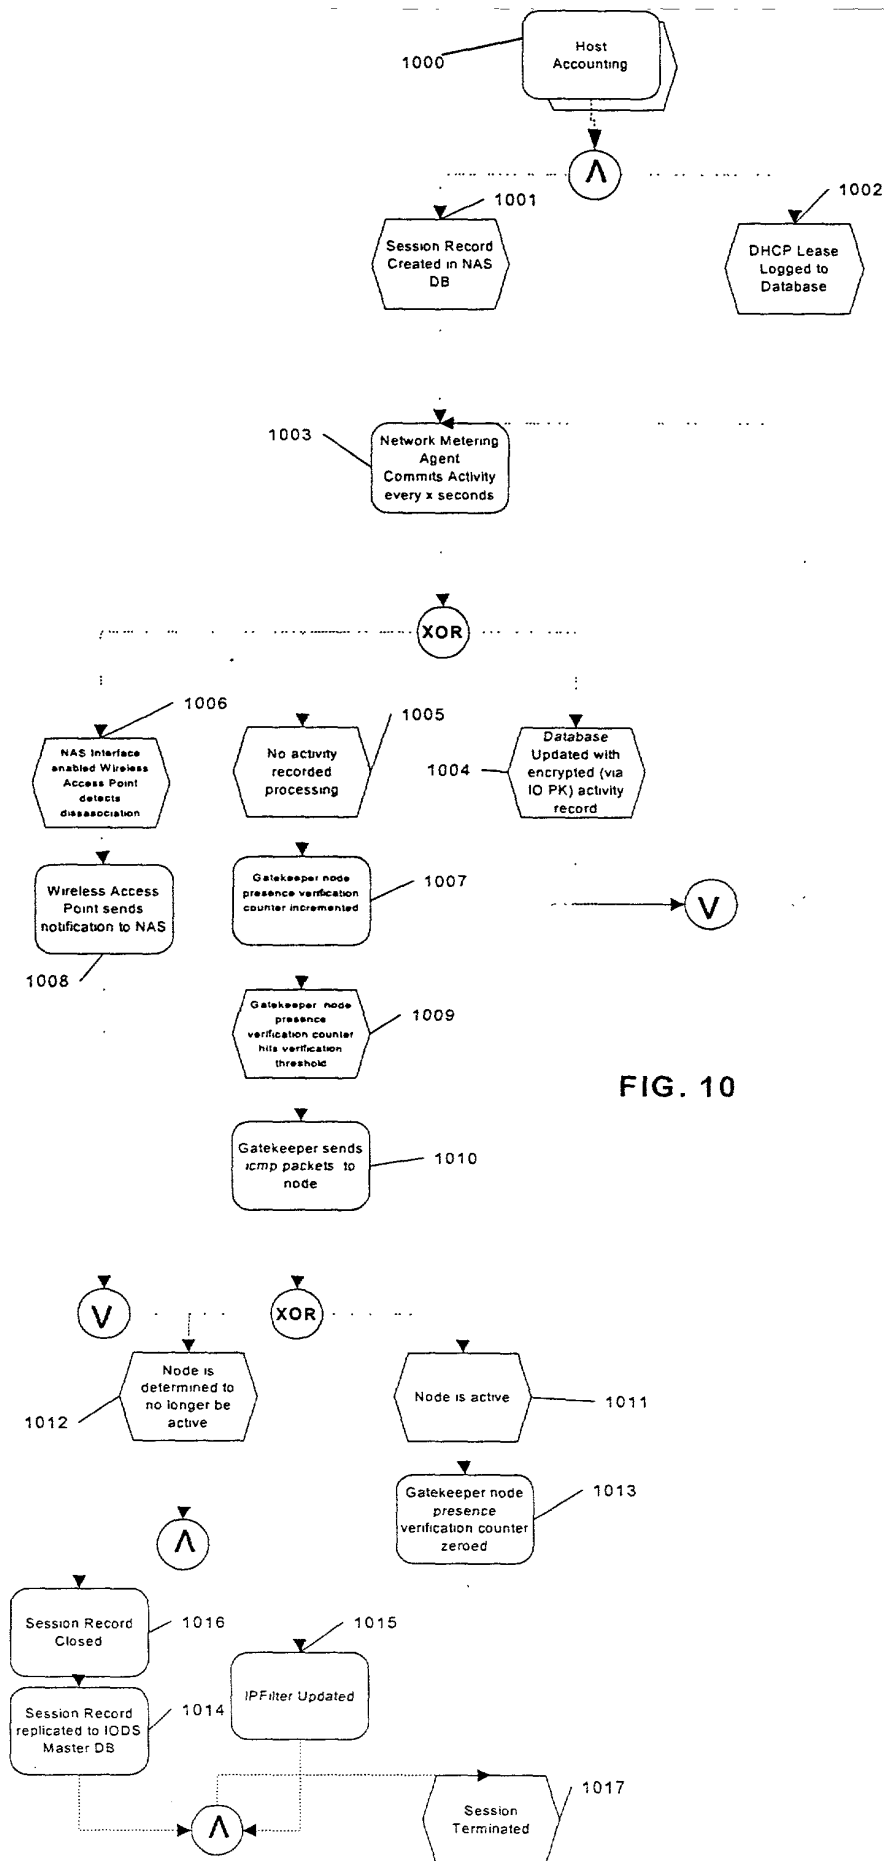 1000
Host
Accounting
Λ
1001
1002
Session Record
Created in NAS
DB
DHCP Lease
Logged to
Database
1003
Network Metering
Agent
Commits Activity
every x seconds
XOR
1006
1005
1004
NAS Interface
enabled Wireless
Access Point
detects
dissasociation
No activity
recorded
processing
Database
Updated with
encrypted (via
IO PK) activity
record
Wireless Access
Point sends
notification to NAS
1008
Gatekeeper node
presence verification
counter incremented
1007
V
Gatekeeper node
presence
verification counter
hits verification
threshold
1009
FIG. 10
Gatekeeper sends
icmp packets to
node
1010
V
XOR
Node is
determined to
no longer be
active
1012
Node is active
1011
Gatekeeper node
presence
verification counter
zeroed
1013
Λ
Session Record
Closed
1016
1015
IPFilter Updated
Session Record
replicated to IODS
Master DB
1014
Λ
Session
Terminated
1017